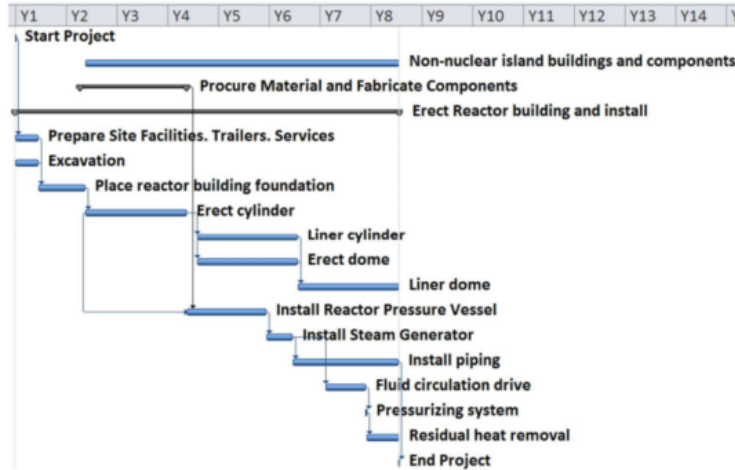 Y1 Y2 Y3 Y4 Y5 Y6 Y7 Y8 Y9 Y10 Y11 Y12 Y13 Y14
Start Project
Non-nuclear island buildings and components
Procure Material and Fabricate Components
Erect Reactor building and install
Prepare Site Facilities. Trailers. Services
Excavation
Place reactor building foundation
Erect cylinder
Liner cylinder
Erect dome
Liner dome
Install Reactor Pressure Vessel
Install Steam Generator
Install piping
Fluid circulation drive
Pressurizing system
Residual heat removal
End Project